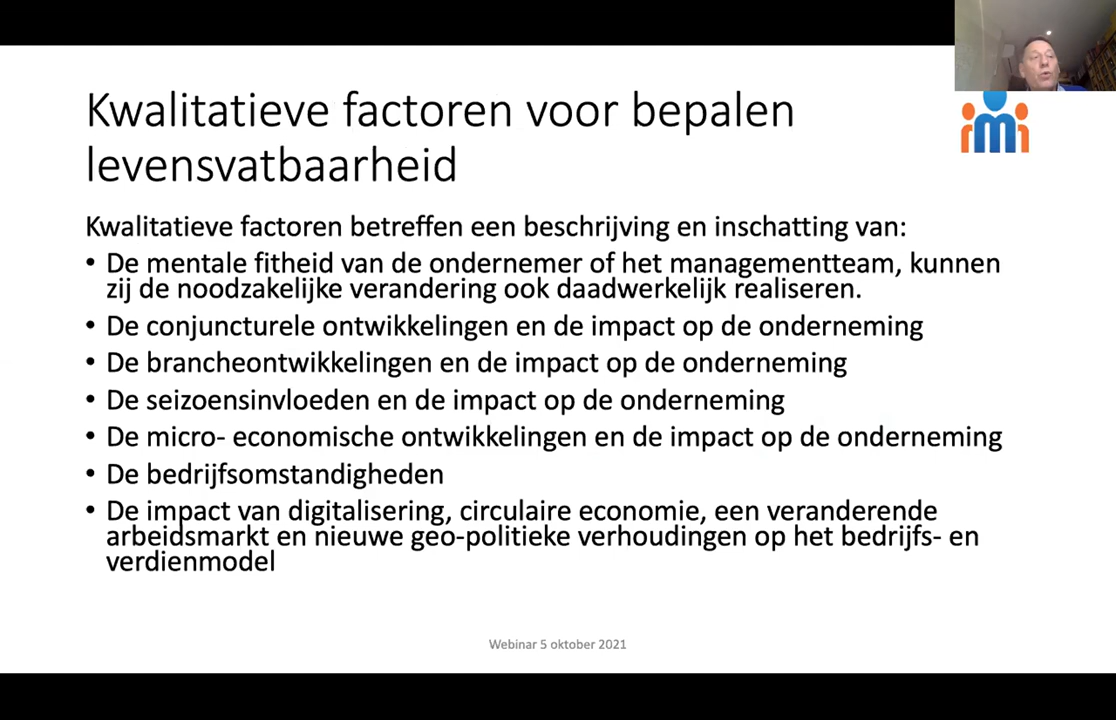 Kwalitatieve factoren voor bepalen
levensvatbaarheid
Kwalitatieve factoren betreffen een beschrijving en inschatting van:
• De mentale fitheid van de ondernemer of het managementteam, kunnen
zij de noodzakelijke verandering ook daadwerkelijk realiseren.
• De conjuncturele ontwikkelingen en de impact op de onderneming
• De brancheontwikkelingen en de impact op de onderneming
• De seizoensinvloeden en de impact op de onderneming
• De micro- economische ontwikkelingen en de impact op de onderneming
• De bedrijfsomstandigheden
• De impact van digitalisering, circulaire economie, een veranderende
arbeidsmarkt en nieuwe geo-politieke verhoudingen op het bedrijfs- en
verdienmodel
Webinar 5 oktober 2021